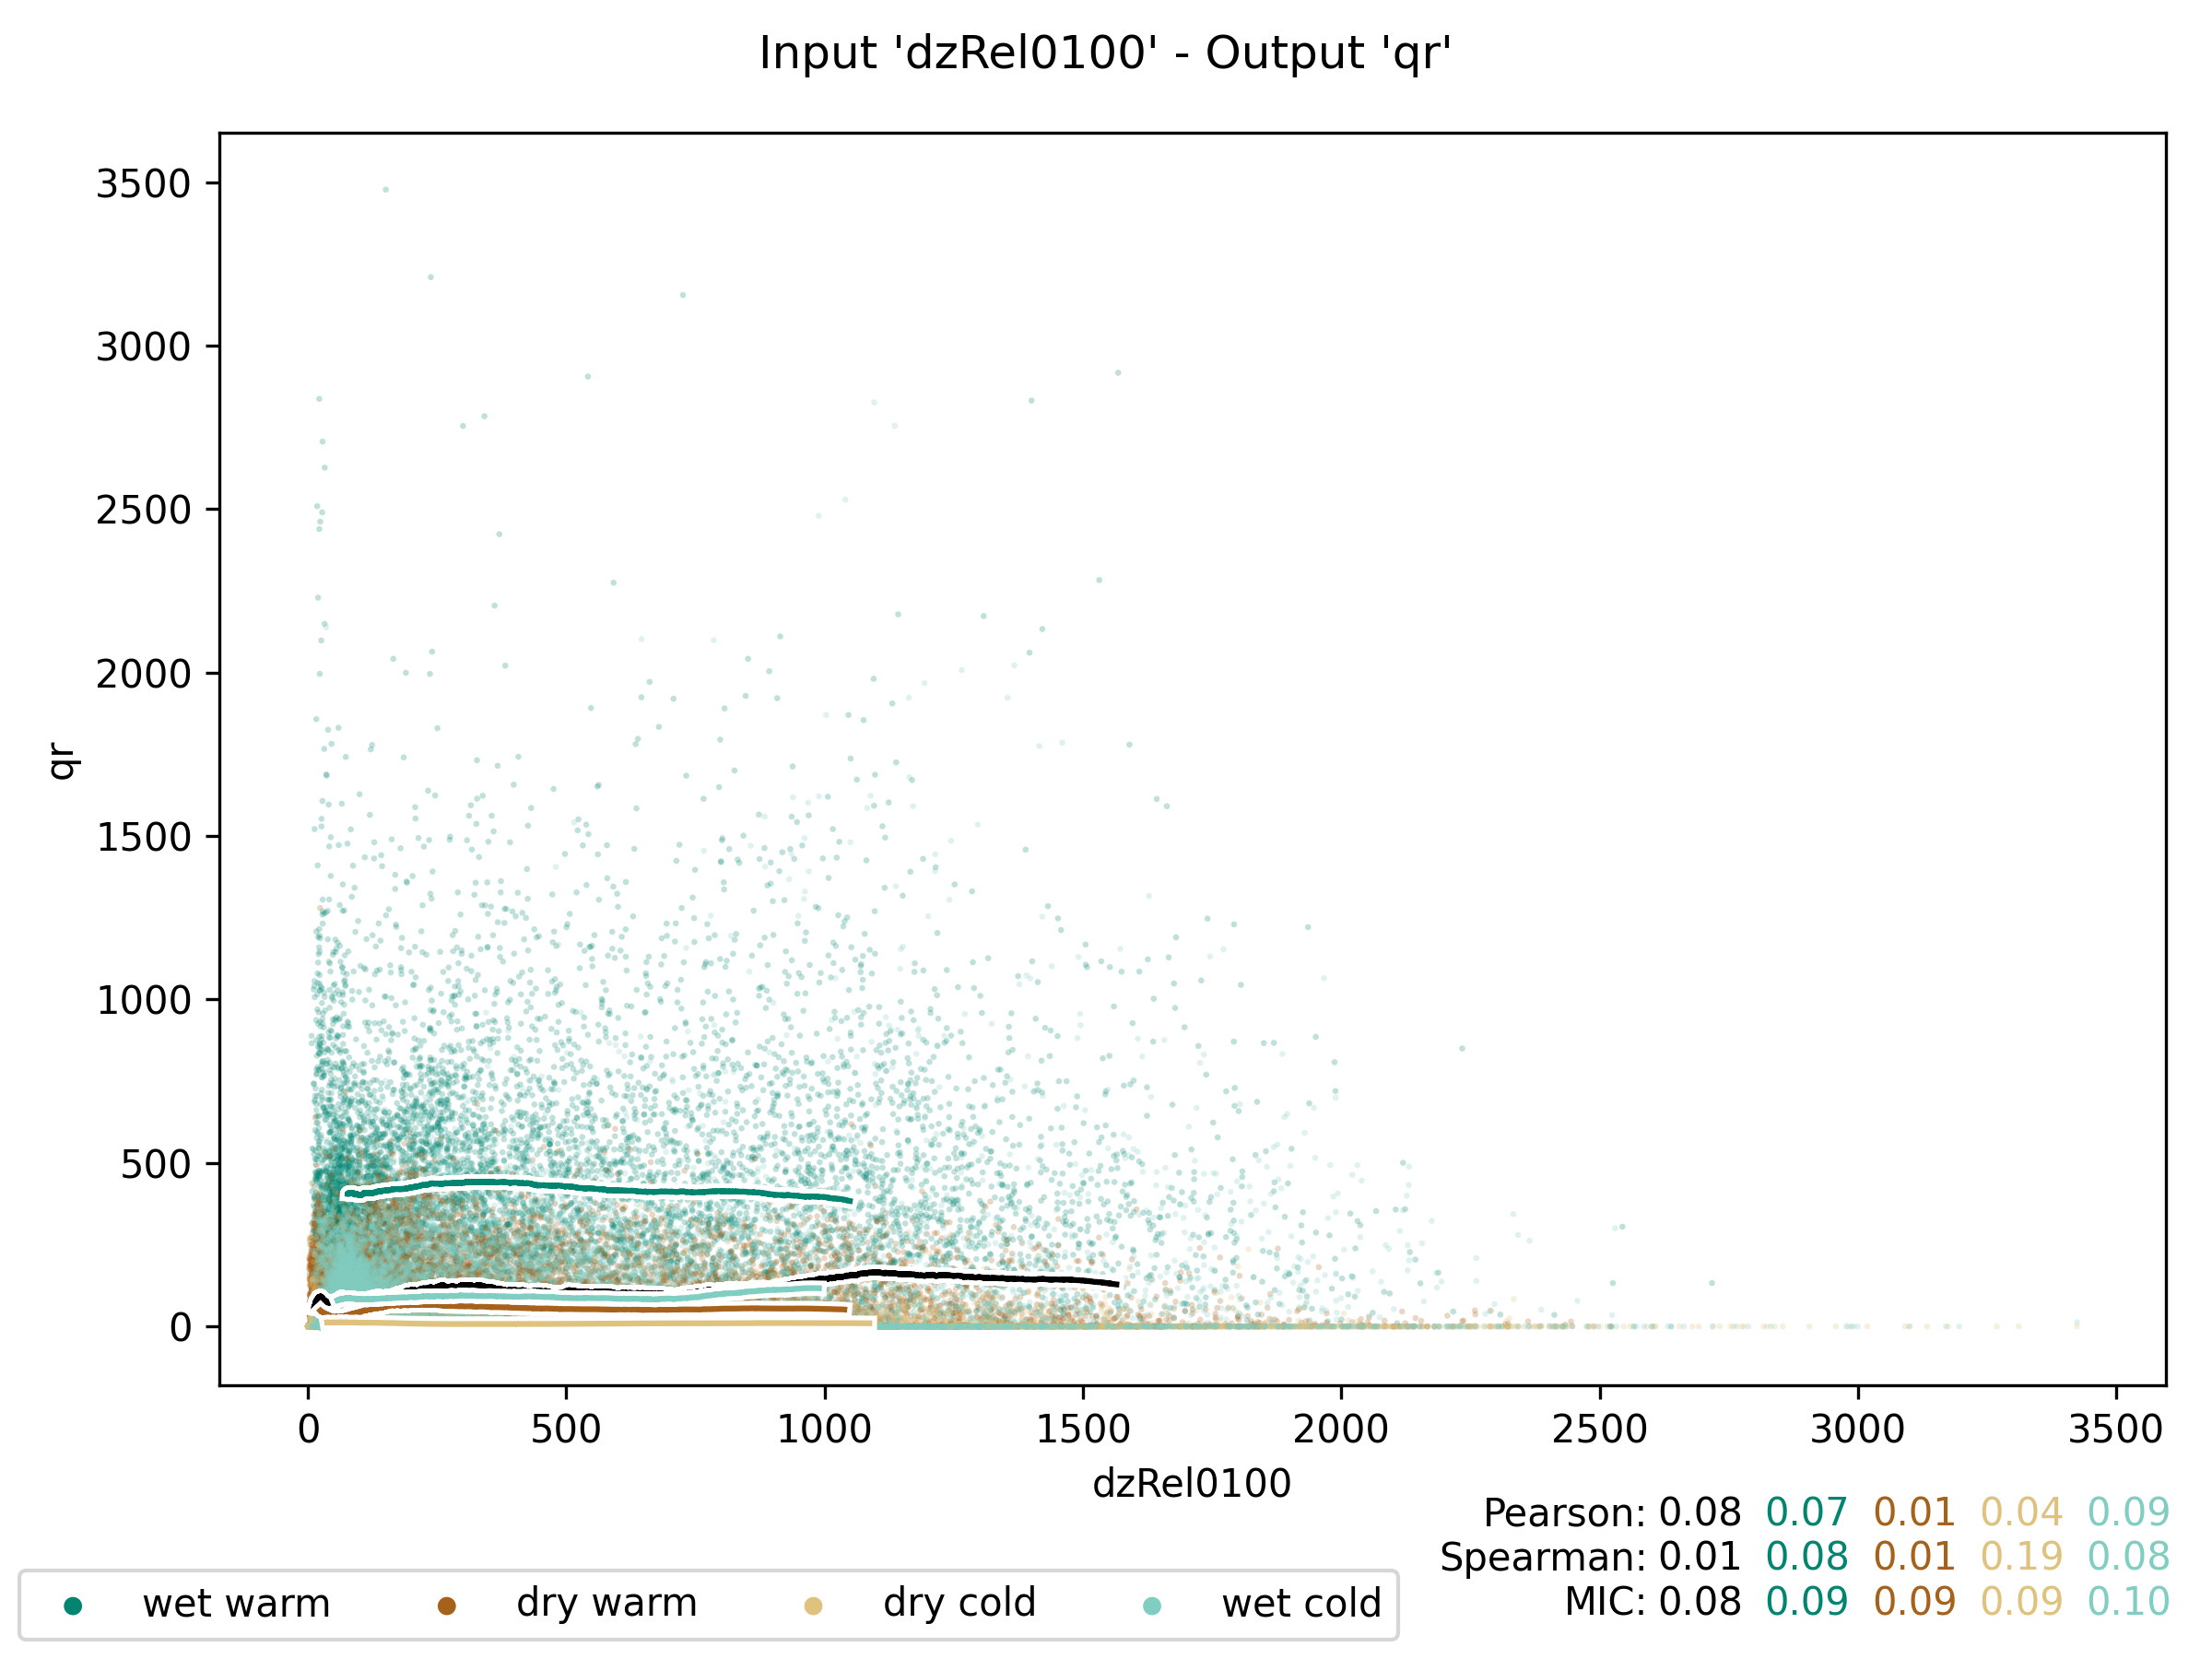 Input 'dzRel0100' - Output 'qr'
3500
3000
2500
2000
1500
1000
500
0
qr
0 500 1000 1500 2000 2500 3000 3500
dzRel0100
Pearson: 0.08 0.07 0.01 0.04 0.09
Spearman: 0.01 0.08 0.01 0.19 0.08
MIC: 0.08 0.09 0.09 0.09 0.10
wet warm dry warm dry cold wet cold